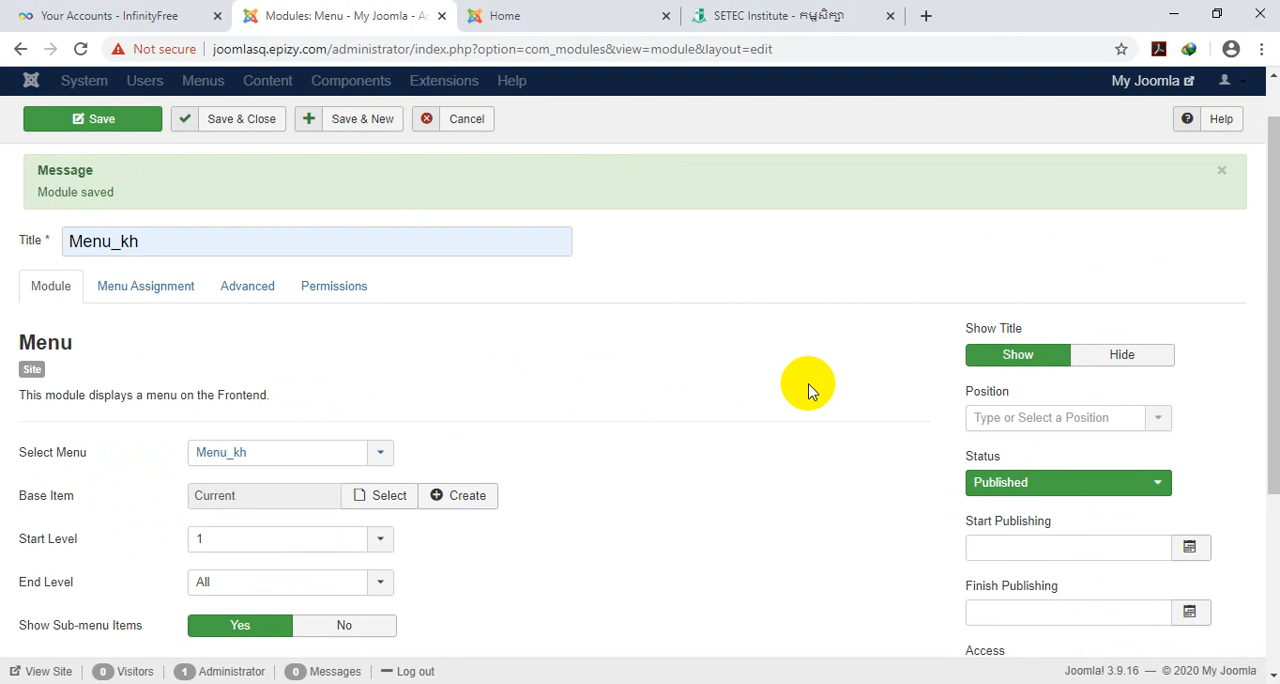 Your Accounts - InfinityFree
Modules: Menu - My Joomla - Ad
Home
SETEC Institute - កម្ពុសិក្សា
Not secure | joomlasq.epizy.com/administrator/index.php?option=com_modules&view=module&layout=edit
System Users Menus Content Components Extensions Help My Joomla
Save Save & Close Save & New Cancel Help
Message
Module saved
Title * Menu_kh
Module Menu Assignment Advanced Permissions
Menu
Site
This module displays a menu on the Frontend.
Select Menu Menu_kh
Base Item Current Select Create
Start Level 1
End Level All
Show Sub-menu Items Yes No
Show Title
Show Hide
Position
Type or Select a Position
Status
Published
Start Publishing
Finish Publishing
Access
View Site 0 Visitors 1 Administrator 0 Messages Log out Joomla! 3.9.16 — © 2020 My Joomla